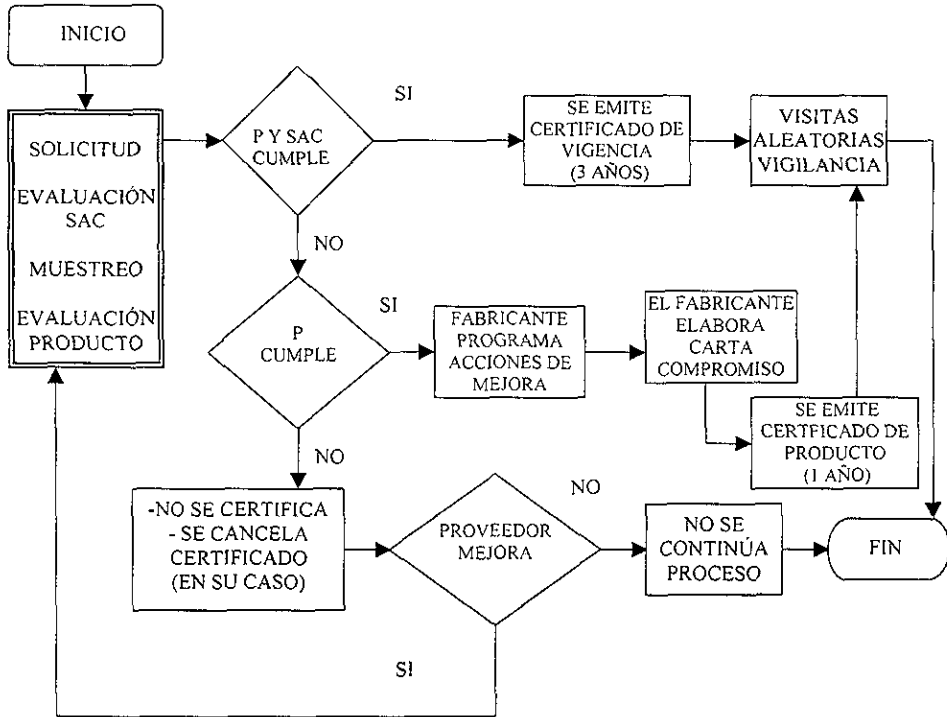 INICIO
SOLICITUD
EVALUACIÓN
SAC
MUESTREO
EVALUACIÓN
PRODUCTO
P Y SAC
CUMPLE
SI
SE EMITE
CERTIFICADO DE
VIGENCIA
(3 AÑOS)
VISITAS
ALEATORIAS
VIGILANCIA
NO
P
CUMPLE
SI
FABRICANTE
PROGRAMA
ACCIONES DE
MEJORA
EL FABRICANTE
ELABORA
CARTA
COMPROMISO
SE EMITE
CERTFICADO DE
PRODUCTO
(1 AÑO)
NO
-NO SE CERTIFICA
- SE CANCELA
CERTIFICADO
(EN SU CASO)
PROVEEDOR
MEJORA
NO
NO SE
CONTINÚA
PROCESO
FIN
SI